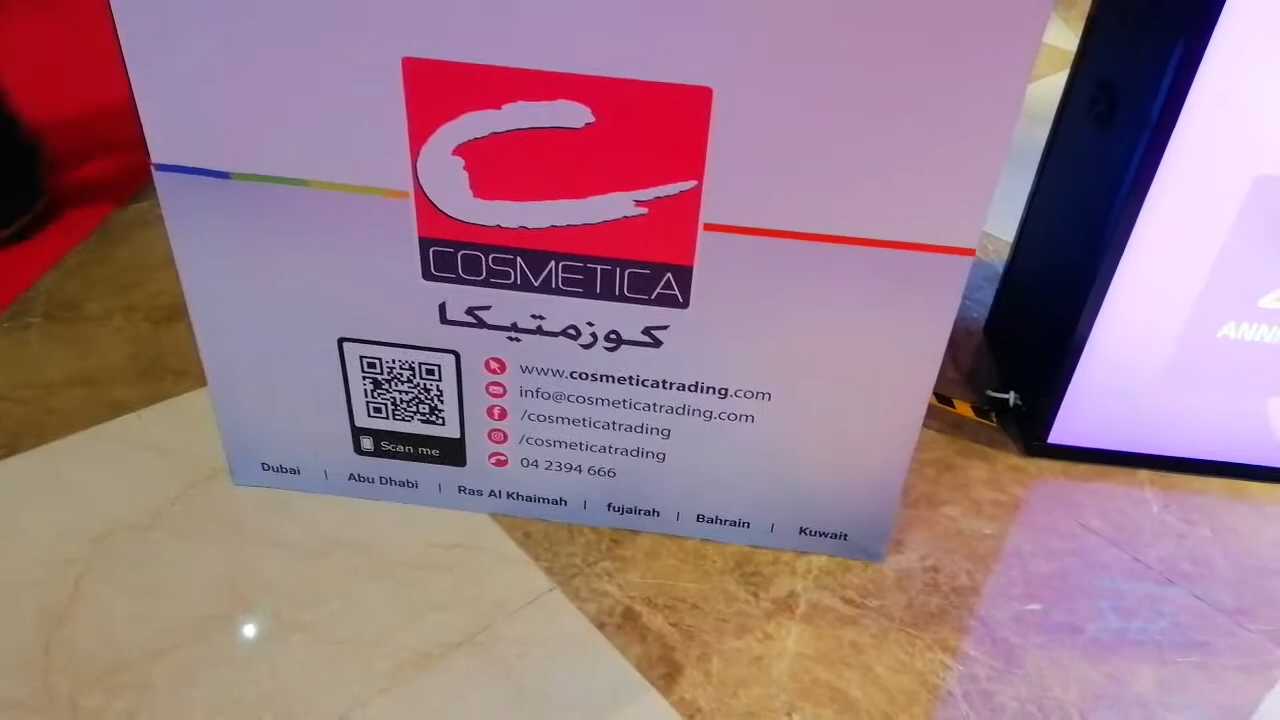 COSMETICA
كوزمتيكا
www.cosmeticatrading.com
info@cosmeticatrading.com
/cosmeticatrading
/cosmeticatrading
04 2394 666
Scan me
Dubai | Abu Dhabi | Ras Al Khaimah | fujairah | Bahrain | Kuwait